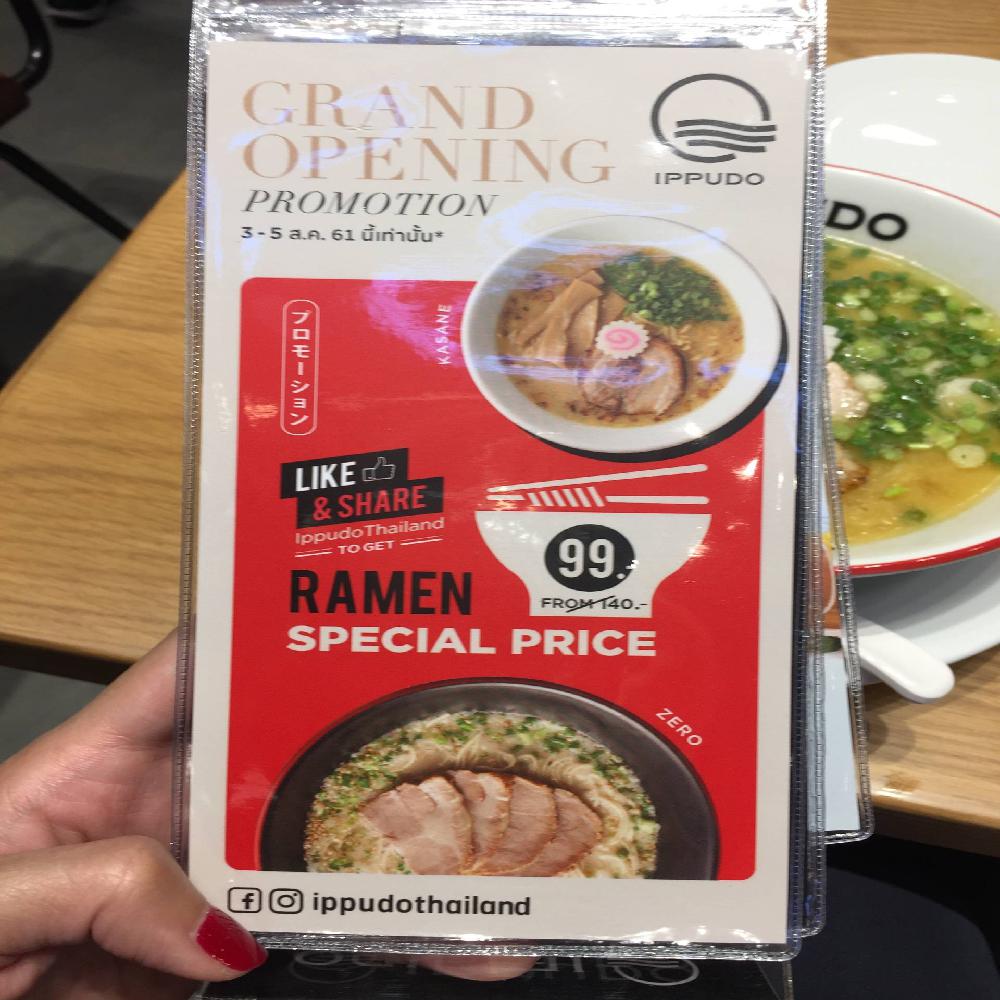 GRAND
OPENING
PROMOTION
3 - 5 ส.ค. 61 นี้เท่านั้น*
IPPUDO
DO
プロモーション
KASANE
LIKE
& SHARE
IppudoThailand
TO GET
99.-
FROM 140.-
RAMEN
SPECIAL PRICE
ZERO
ippudothailand